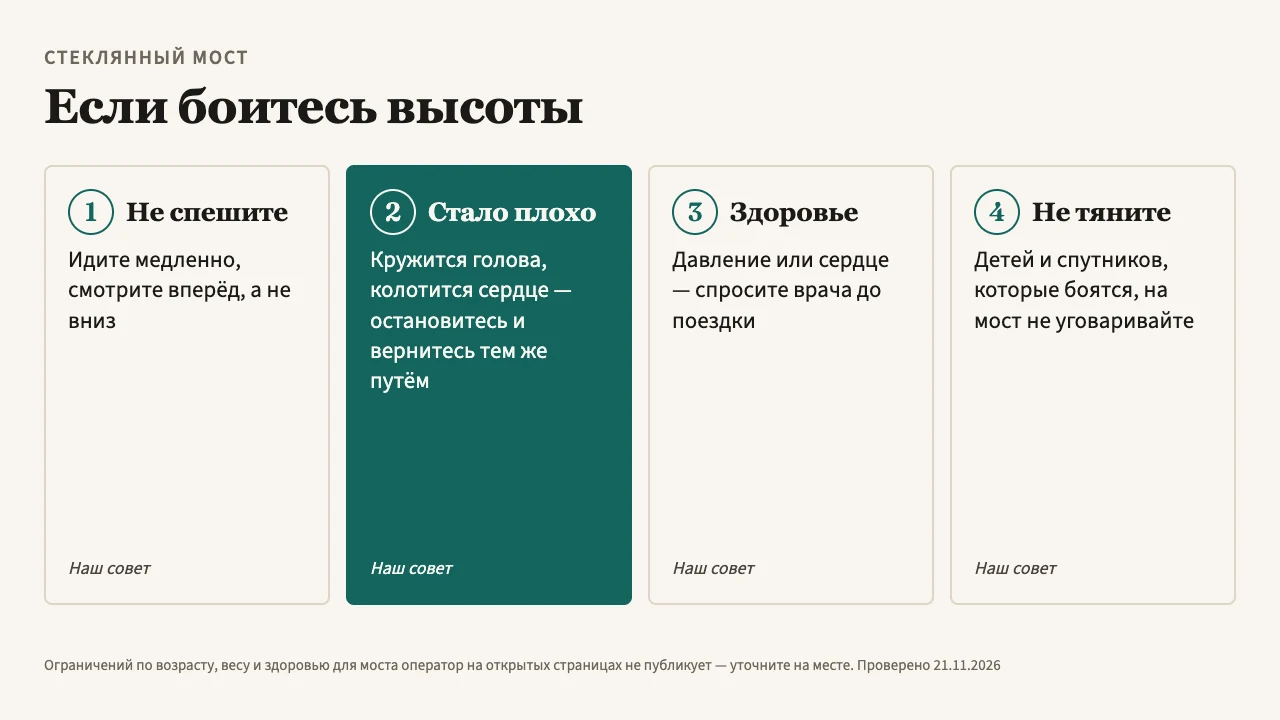 СТЕКЛЯННЫЙ МОСТ
Если боитесь высоты
1 Не спешите
Идите медленно,
смотрите вперёд, а не
вниз
Наш совет
2 Стало плохо
Кружится голова,
колотится сердце —
остановитесь и
вернитесь тем же
путём
Наш совет
3 Здоровье
Давление или сердце
— спросите врача до
поездки
Наш совет
4 Не тяните
Детей и спутников,
которые боятся, на
мост не уговаривайте
Наш совет
Ограничений по возрасту, весу и здоровью для моста оператор на открытых страницах не публикует — уточните на месте. Проверено 21.11.2026